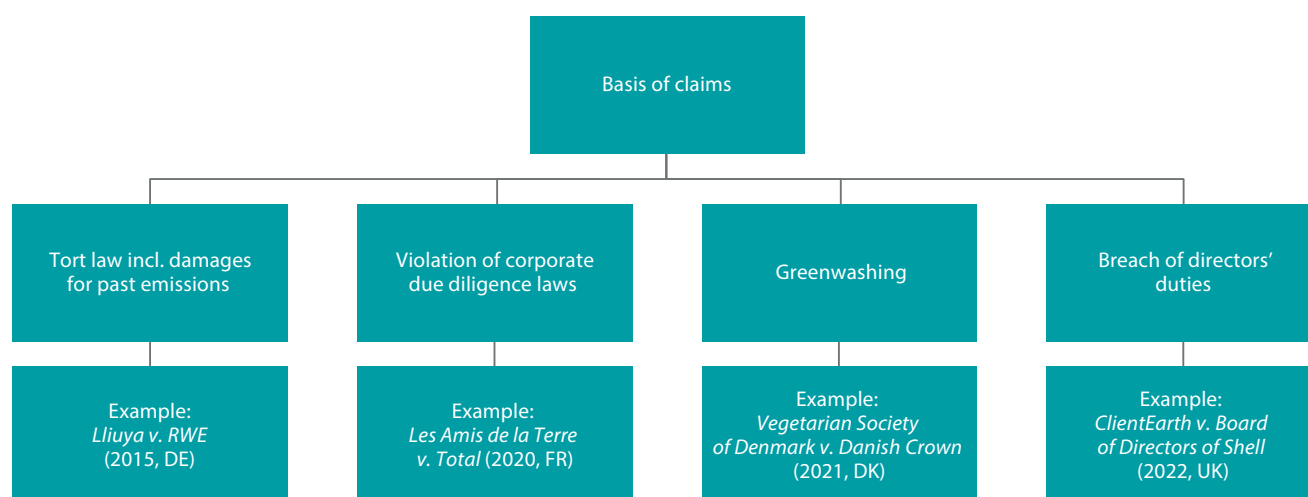 Basis of claims
Tort law incl. damages
for past emissions
Violation of corporate
due diligence laws
Greenwashing
Breach of directors’
duties
Example:
Lliuya v. RWE
(2015, DE)
Example:
Les Amis de la Terre
v. Total (2020, FR)
Example:
Vegetarian Society
of Denmark v. Danish Crown
(2021, DK)
Example:
ClientEarth v. Board
of Directors of Shell
(2022, UK)